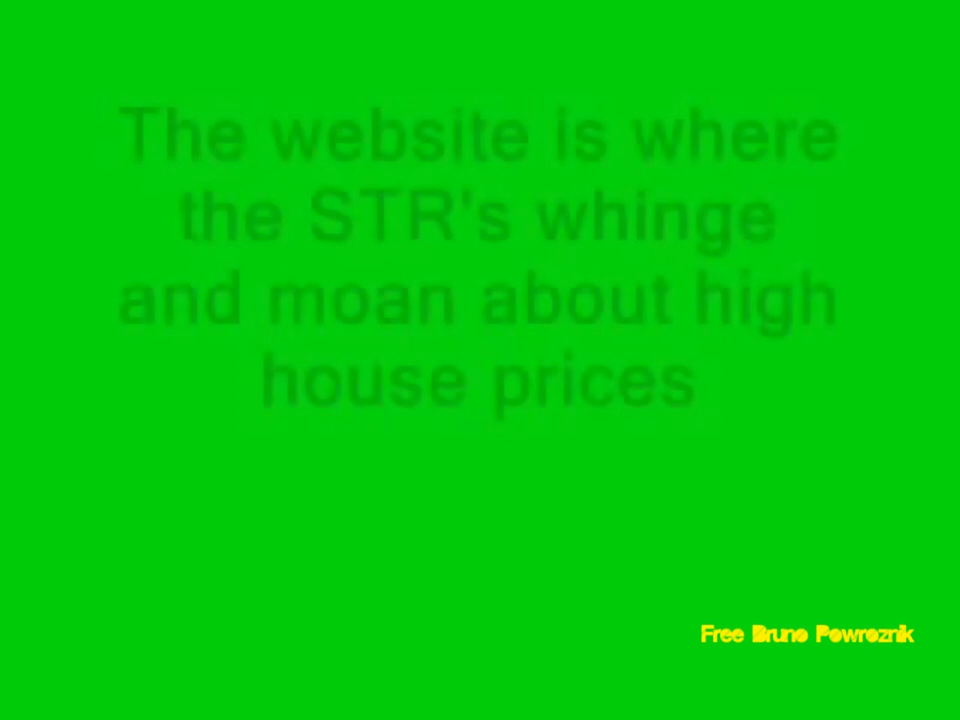 The website is where
the STR's whinge
and moan about high
house prices
Free Bruno Powroznik